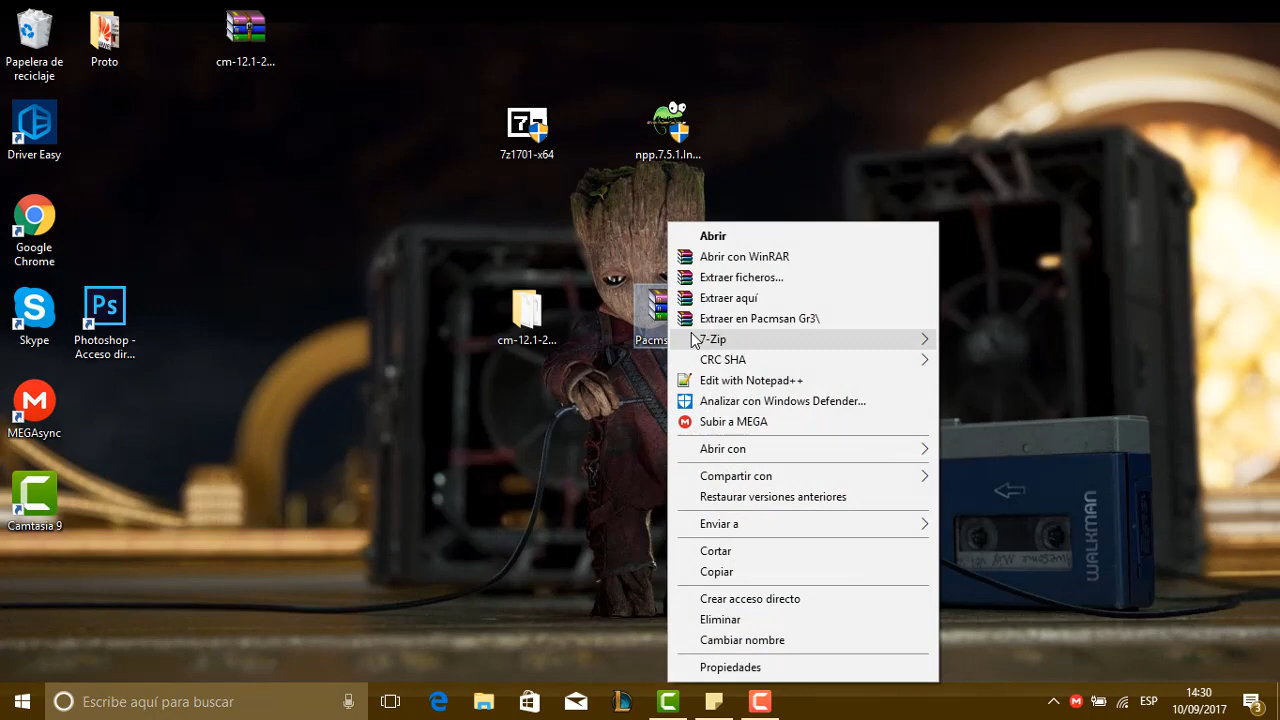 Papelera de
reciclaje
Proto
cm-12.1-2...
Driver Easy
7z1701-x64
npp.7.5.1.In...
Google
Chrome
Skype
Ps
Photoshop -
Acceso dir...
cm-12.1-2...
Pacms
MEGAsync
Camtasia 9
Abrir
Abrir con WinRAR
Extraer ficheros...
Extraer aquí
Extraer en Pacmsan Gr3\
7-Zip
CRC SHA
Edit with Notepad++
Analizar con Windows Defender...
Subir a MEGA
Abrir con
Compartir con
Restaurar versiones anteriores
Enviar a
Cortar
Copiar
Crear acceso directo
Eliminar
Cambiar nombre
Propiedades
WALKMAN
Escribe aquí para buscar
ESP
14:30
10/09/2017
3